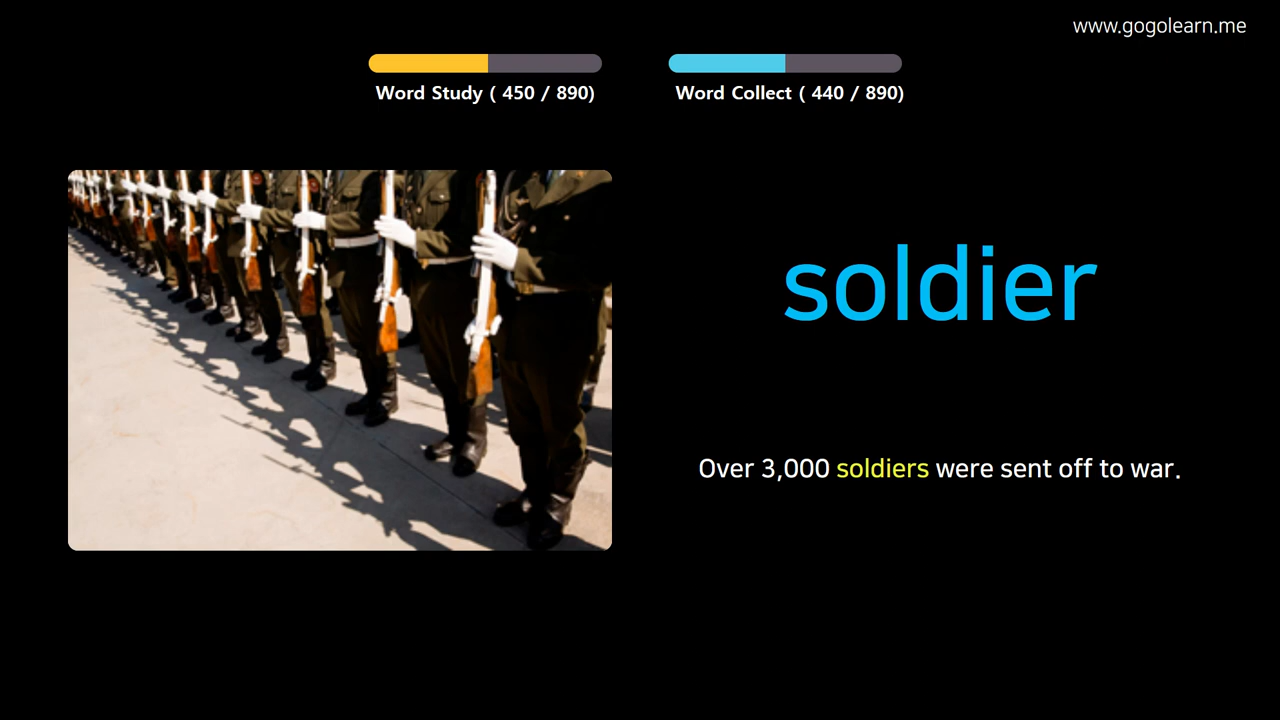 www.gogolearn.me
Word Study ( 450 / 890)
Word Collect ( 440 / 890)
soldier
Over 3,000 soldiers were sent off to war.